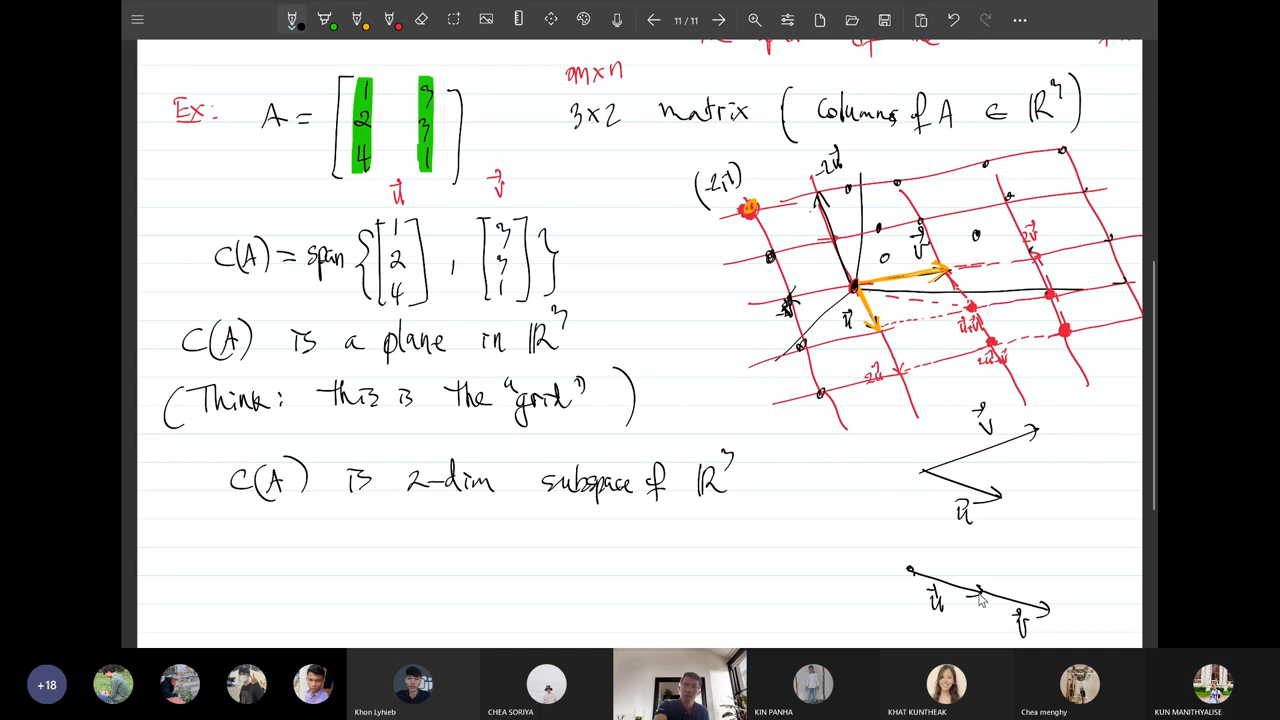 11 / 11
m×n
Ex: A = [ 1 3 ; 2 3 ; 4 1 ] 3×2 matrix ( columns of A ∈ ℝ³ )
u⃗ v⃗
C(A) = span { [ 1 2 4 ] , [ 3 3 1 ] }
C(A) is a plane in ℝ³
(Think: this is the "grid")
C(A) is 2-dim subspace of ℝ³
-2u⃗
v⃗
2v⃗
u⃗
u⃗+v⃗
2u⃗
v⃗
u⃗
u⃗
v⃗
+18
Khon Lyhieb
CHEA SORIYA
KIN PANHA
KHAT KUNTHEAK
Chea menghy
KUN MANITHYALISE